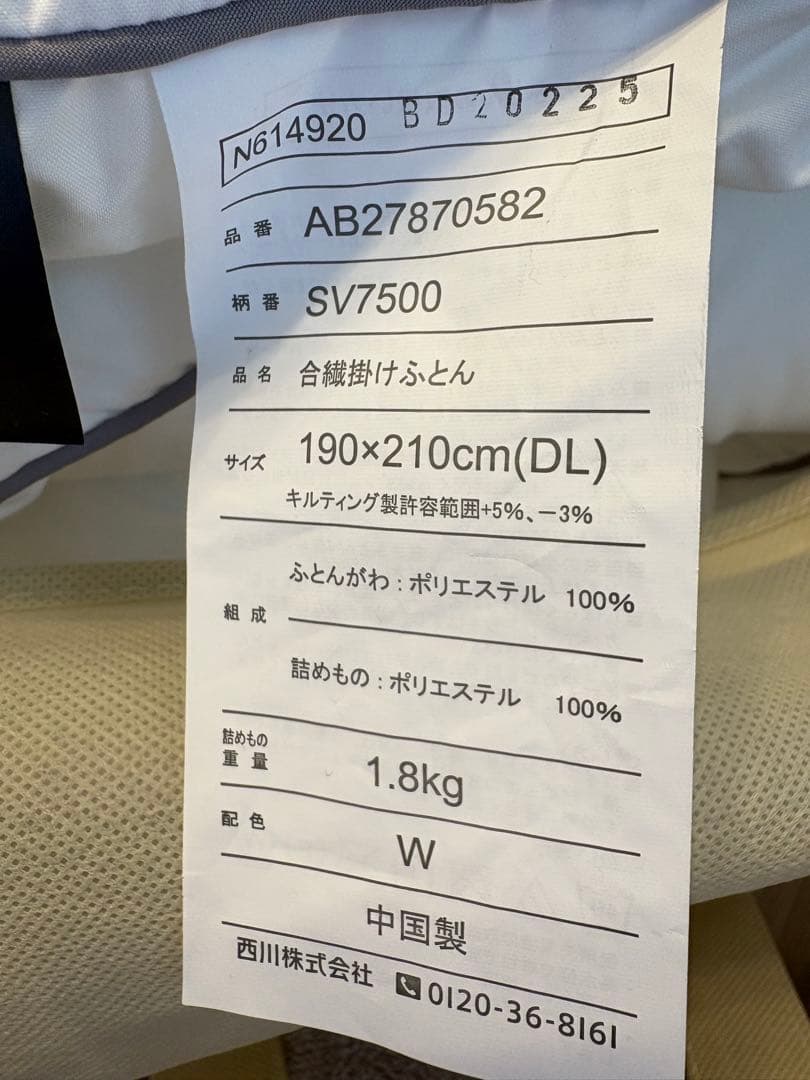 N614920 BD20225
品番 AB27870582
柄番 SV7500
品名 合繊掛けふとん
サイズ 190×210cm(DL)
キルティング製許容範囲+5%、－3%
組成 ふとんがわ：ポリエステル 100%
詰めもの：ポリエステル 100%
詰めもの重量 1.8kg
配色 W
中国製
西川株式会社 0120-36-8161